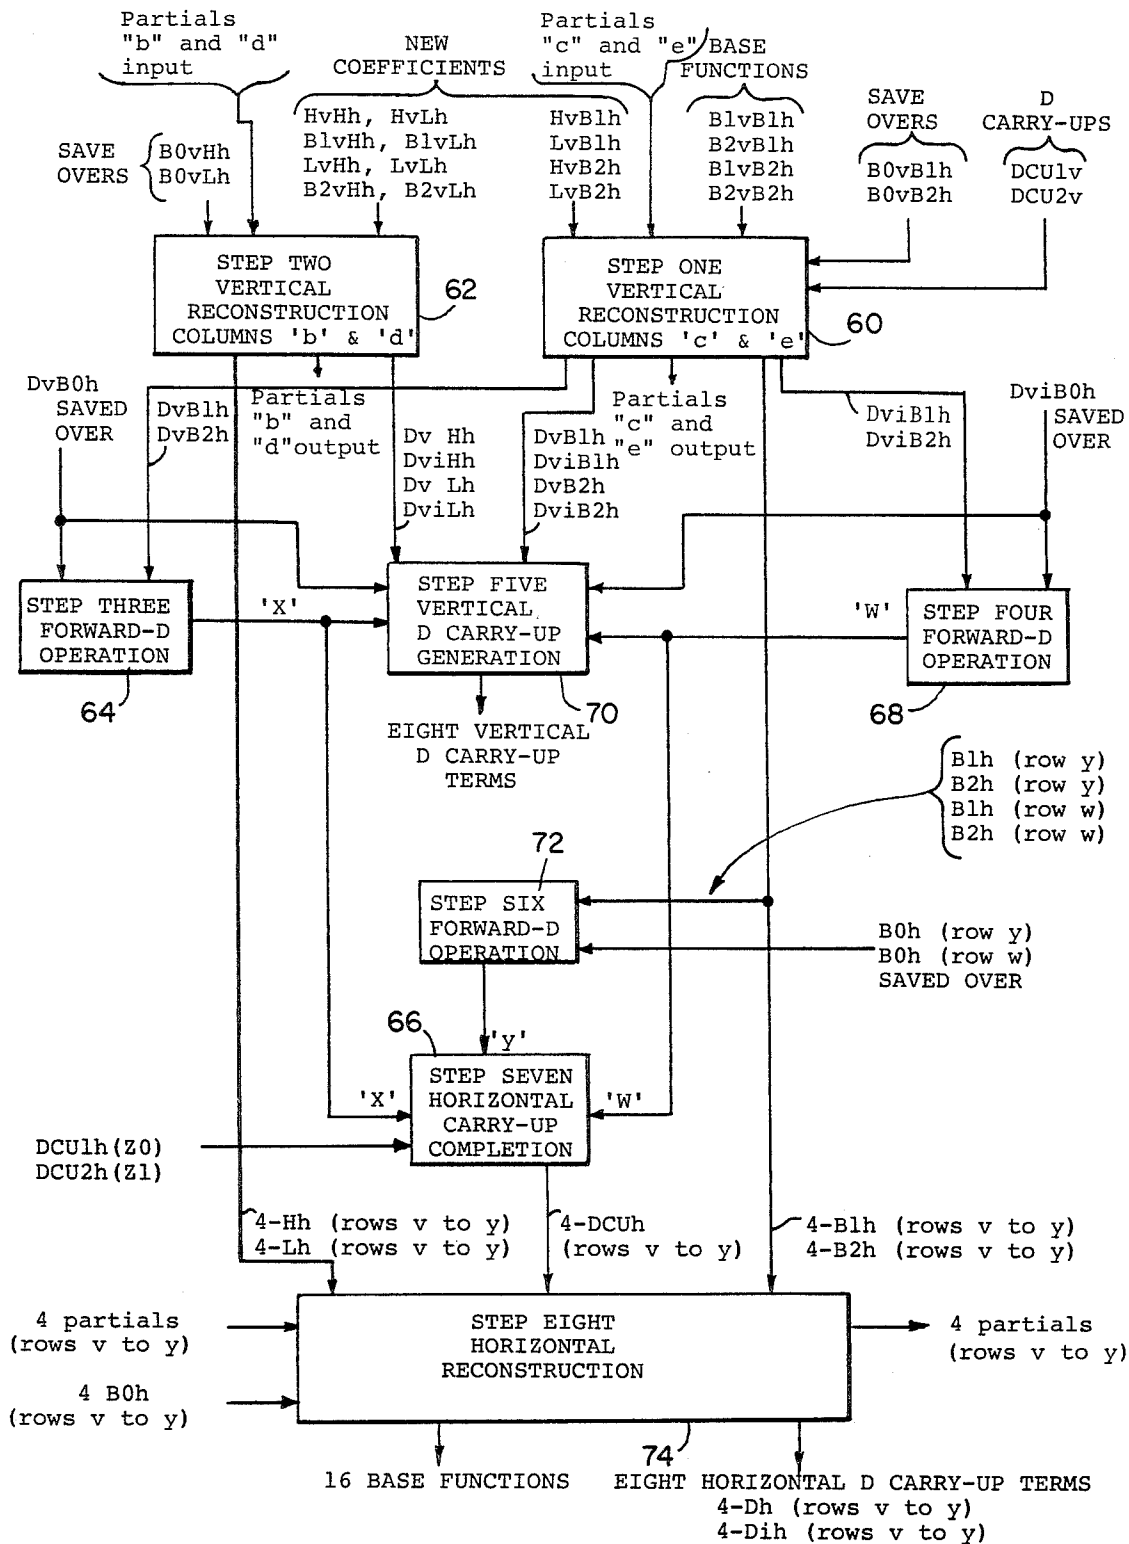 Partials
"b" and "d"
input
NEW
COEFFICIENTS
Partials
"c" and "e"
input
BASE
FUNCTIONS
SAVE
OVERS
D
CARRY-UPS
SAVE
OVERS
B0vHh
B0vLh
HvHh, HvLh
B1vHh, B1vLh
LvHh, LvLh
B2vHh, B2vLh
HvB1h
LvB1h
HvB2h
LvB2h
B1vB1h
B2vB1h
B1vB2h
B2vB2h
B0vB1h
B0vB2h
DCU1v
DCU2v
STEP TWO
VERTICAL
RECONSTRUCTION
COLUMNS 'b' & 'd'
62
STEP ONE
VERTICAL
RECONSTRUCTION
COLUMNS 'c' & 'e'
60
DvB0h
SAVED
OVER
DvB1h
DvB2h
Partials
"b" and
"d"output
Dv Hh
DviHh
Dv Lh
DviLh
DvB1h
DviB1h
DvB2h
DviB2h
Partials
"c" and
"e" output
DviB1h
DviB2h
DviB0h
SAVED
OVER
STEP THREE
FORWARD-D
OPERATION
64
'X'
STEP FIVE
VERTICAL
D CARRY-UP
GENERATION
70
'W'
STEP FOUR
FORWARD-D
OPERATION
68
EIGHT VERTICAL
D CARRY-UP
TERMS
B1h (row y)
B2h (row y)
B1h (row w)
B2h (row w)
72
STEP SIX
FORWARD-D
OPERATION
B0h (row y)
B0h (row w)
SAVED OVER
66
'y'
'X'
STEP SEVEN
HORIZONTAL
CARRY-UP
COMPLETION
'W'
DCU1h(Z0)
DCU2h(Z1)
4-Hh (rows v to y)
4-Lh (rows v to y)
4-DCUh
(rows v to y)
4-B1h (rows v to y)
4-B2h (rows v to y)
4 partials
(rows v to y)
4 B0h
(rows v to y)
STEP EIGHT
HORIZONTAL
RECONSTRUCTION
74
4 partials
(rows v to y)
16 BASE FUNCTIONS
EIGHT HORIZONTAL D CARRY-UP TERMS
4-Dh (rows v to y)
4-Dih (rows v to y)